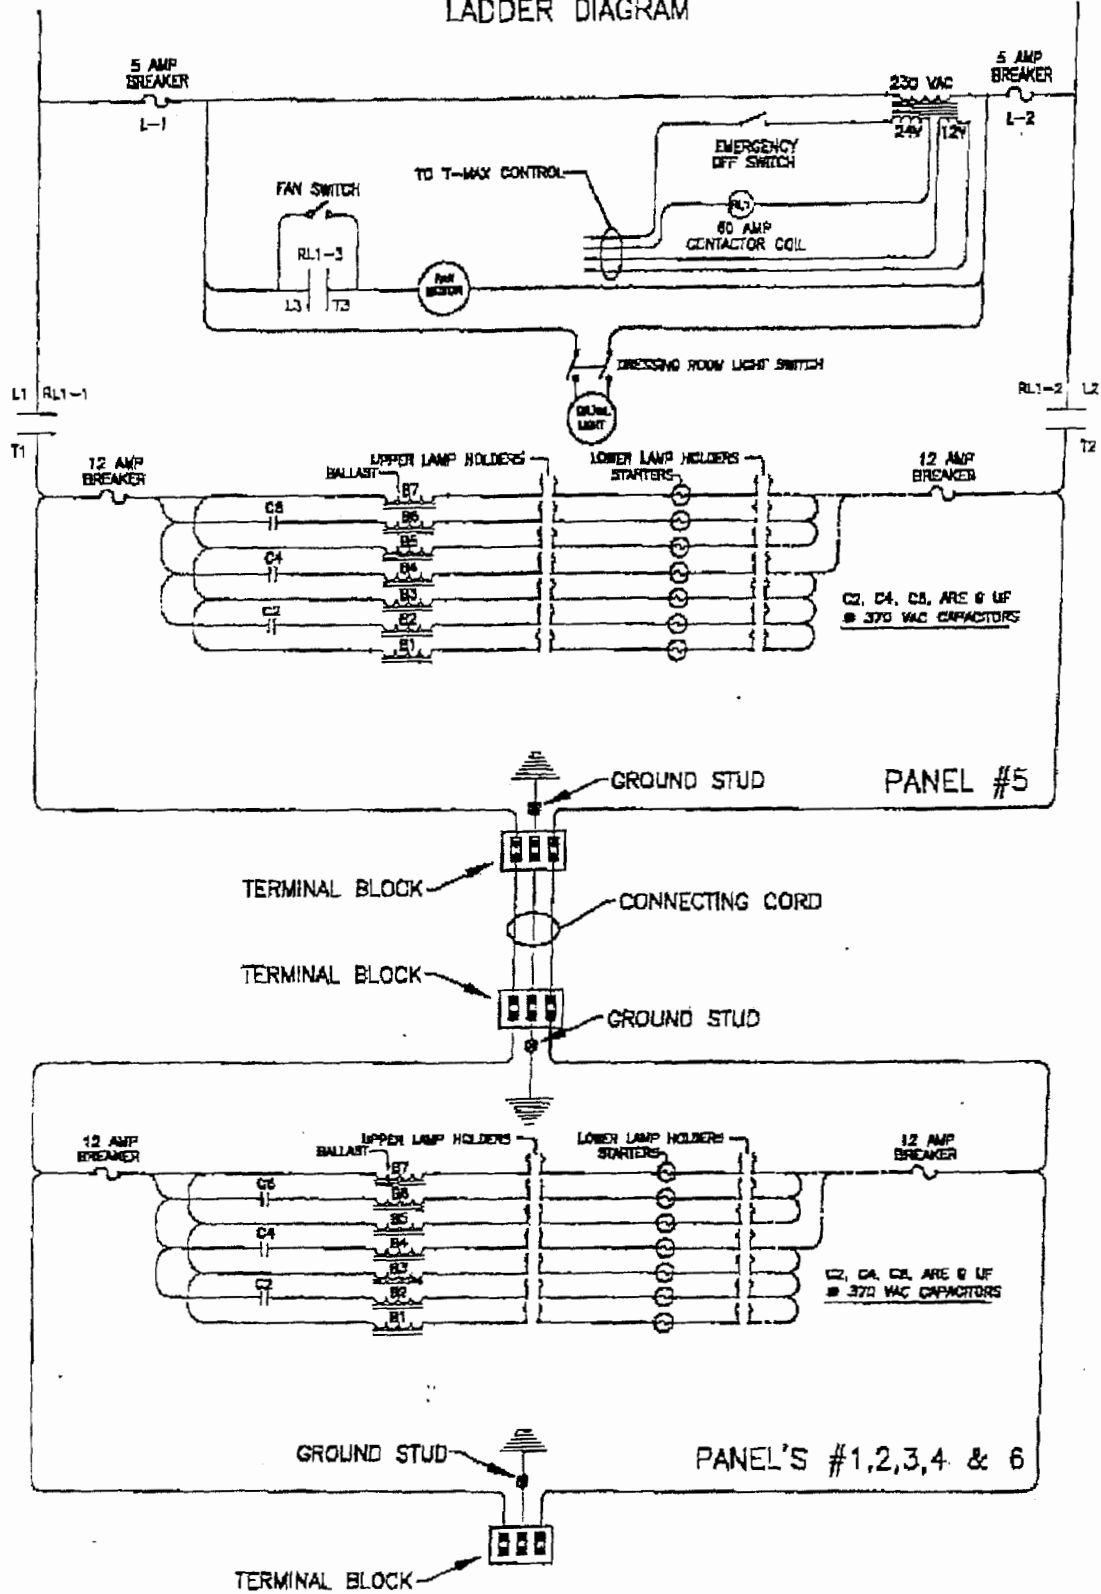 LADDER DIAGRAM
5 AMP
BREAKER
L-1
230 VAC
24V
12V
5 AMP
BREAKER
L-2
EMERGENCY
OFF SWITCH
TO T-MAX CONTROL
FAN SWITCH
RL1
60 AMP
CONTACTOR COIL
RL1-3
L3
T3
FAN
MOTOR
DRESSING ROOM LIGHT SWITCH
LIGHT
L1
RL1-1
T1
RL1-2
L2
T2
12 AMP
BREAKER
UPPER LAMP HOLDERS
BALLAST
LOWER LAMP HOLDERS
STARTERS
12 AMP
BREAKER
B7
C6
B6
B5
C4
B4
B3
C2
B2
B1
C2, C4, C6, ARE 6 UF
@ 370 VAC CAPACITORS
GROUND STUD
PANEL #5
TERMINAL BLOCK
CONNECTING CORD
TERMINAL BLOCK
GROUND STUD
12 AMP
BREAKER
UPPER LAMP HOLDERS
BALLAST
LOWER LAMP HOLDERS
STARTERS
12 AMP
BREAKER
B7
C6
B6
B5
C4
B4
B3
C2
B2
B1
C2, C4, C6, ARE 6 UF
@ 370 VAC CAPACITORS
GROUND STUD
PANEL'S #1,2,3,4 & 6
TERMINAL BLOCK